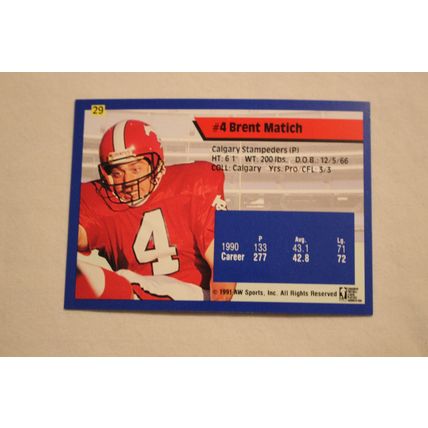 29
#4 Brent Matich
Calgary Stampeders (P)
HT: 6 1 WT: 200 lbs. D.O.B.: 12/5/66
COLL: Calgary Yrs. Pro. CFL: 3/3
P Avg. Lg.
1990 133 43.1 71
Career 277 42.8 72
4
© 1991 AW Sports, Inc. All Rights Reserved